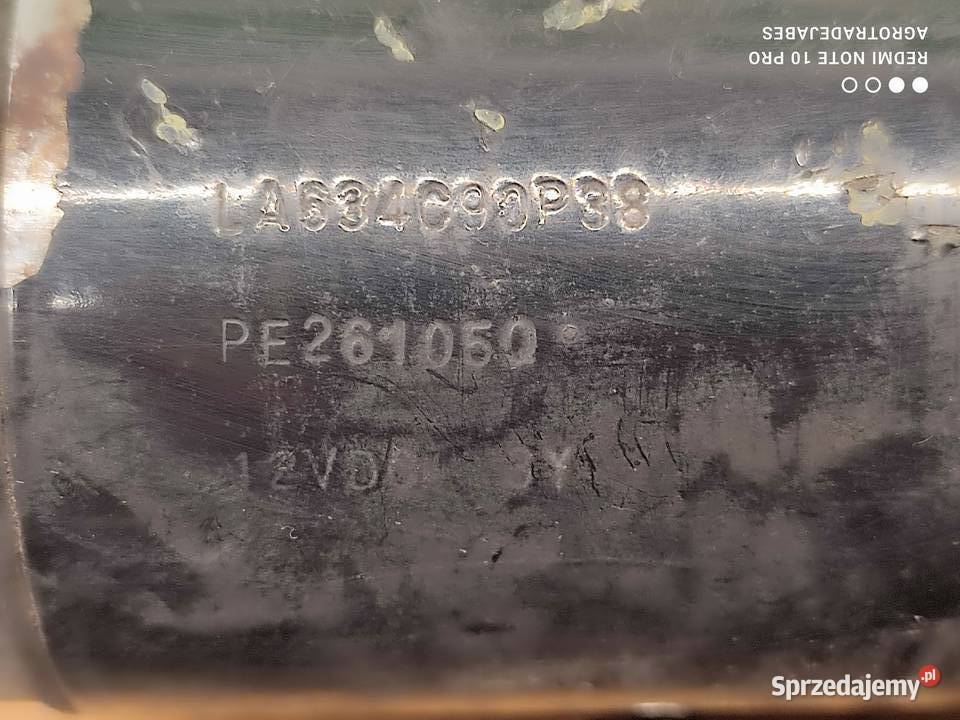 AGROTRADEJABES
REDMI NOTE 10 PRO
LA634C90P38
PE261050
Sprzedajemy.pl